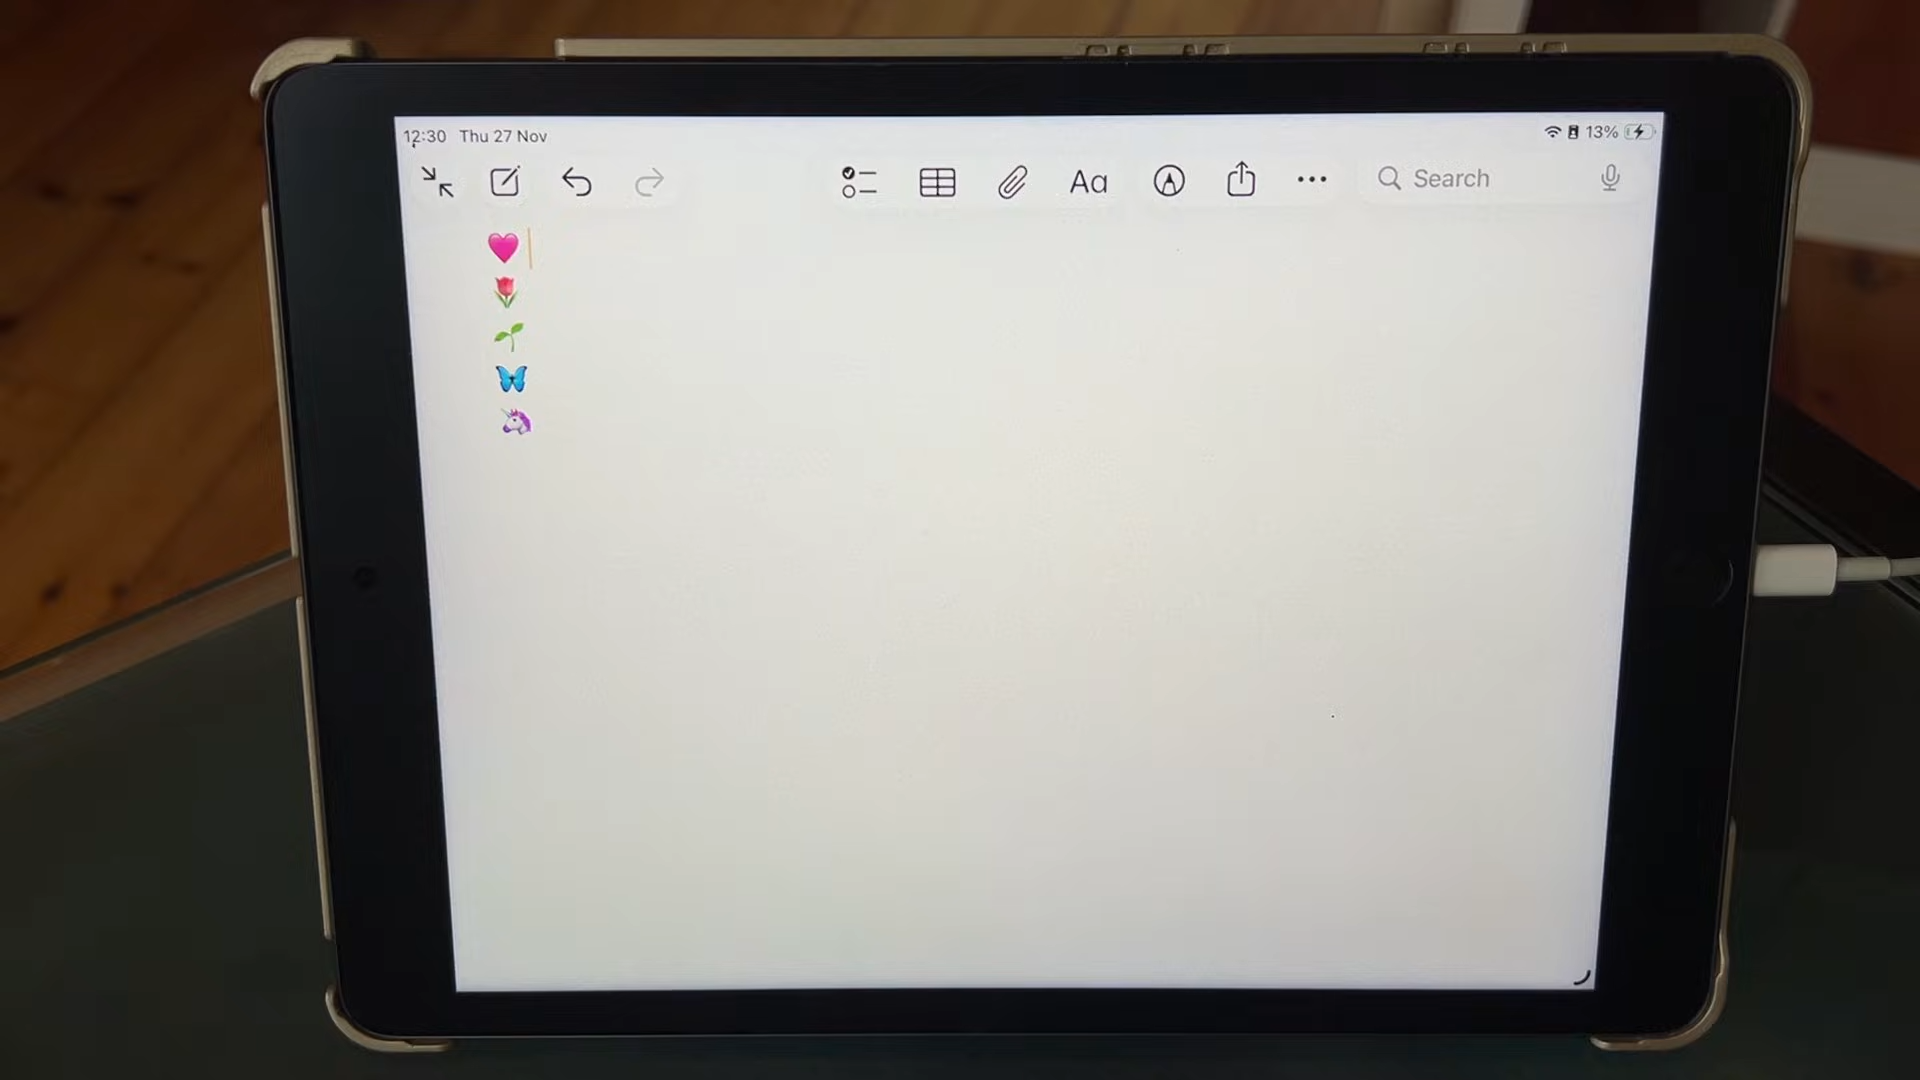 12:30 Thu 27 Nov 13%
Aa Search
🩷
🌷
🌱
🦋
🦄